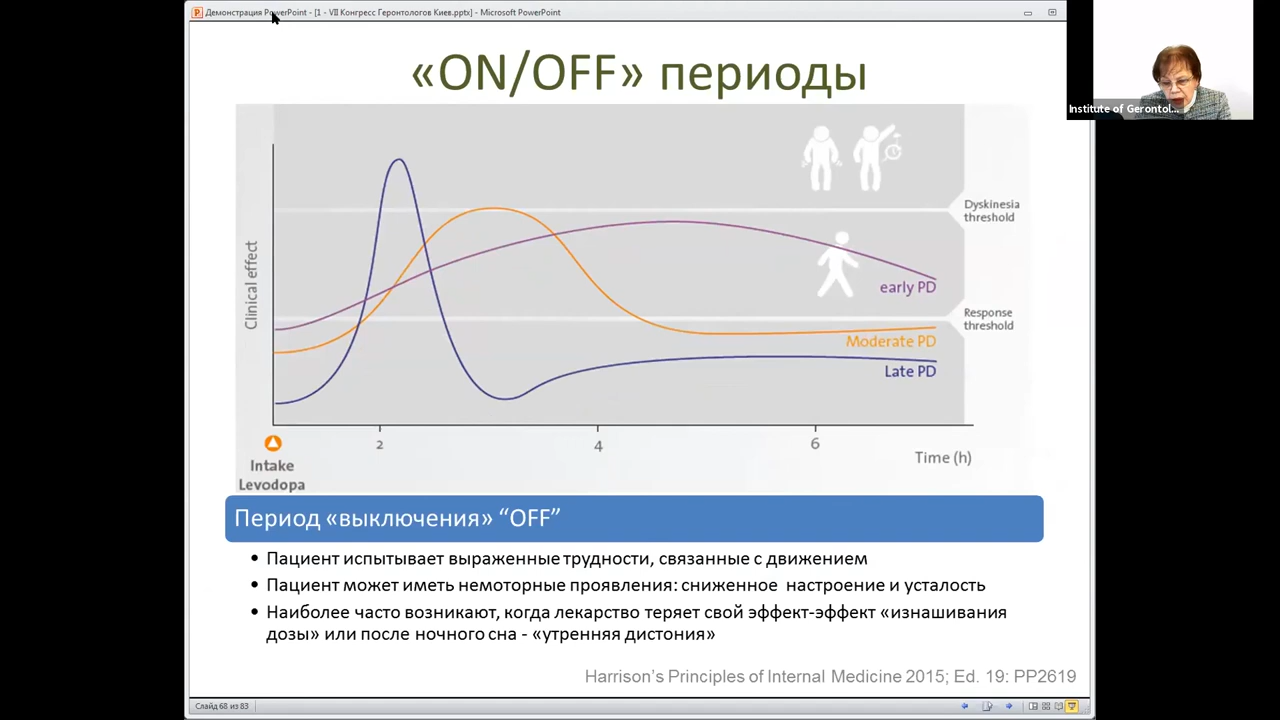 Демонстрация PowerPoint - [1 - VII Конгресс Геронтологов Киев.pptx] - Microsoft PowerPoint
Institute of Gerontol...
«ON/OFF» периоды
Clinical effect
Dyskinesia
threshold
early PD
Response
threshold
Moderate PD
Late PD
2
4
6
Time (h)
Intake
Levodopa
Период «выключения» “OFF”
• Пациент испытывает выраженные трудности, связанные с движением
• Пациент может иметь немоторные проявления: сниженное настроение и усталость
• Наиболее часто возникают, когда лекарство теряет свой эффект-эффект «изнашивания
дозы» или после ночного сна - «утренняя дистония»
Harrison’s Principles of Internal Medicine 2015; Ed. 19: PP2619
Слайд 68 из 83